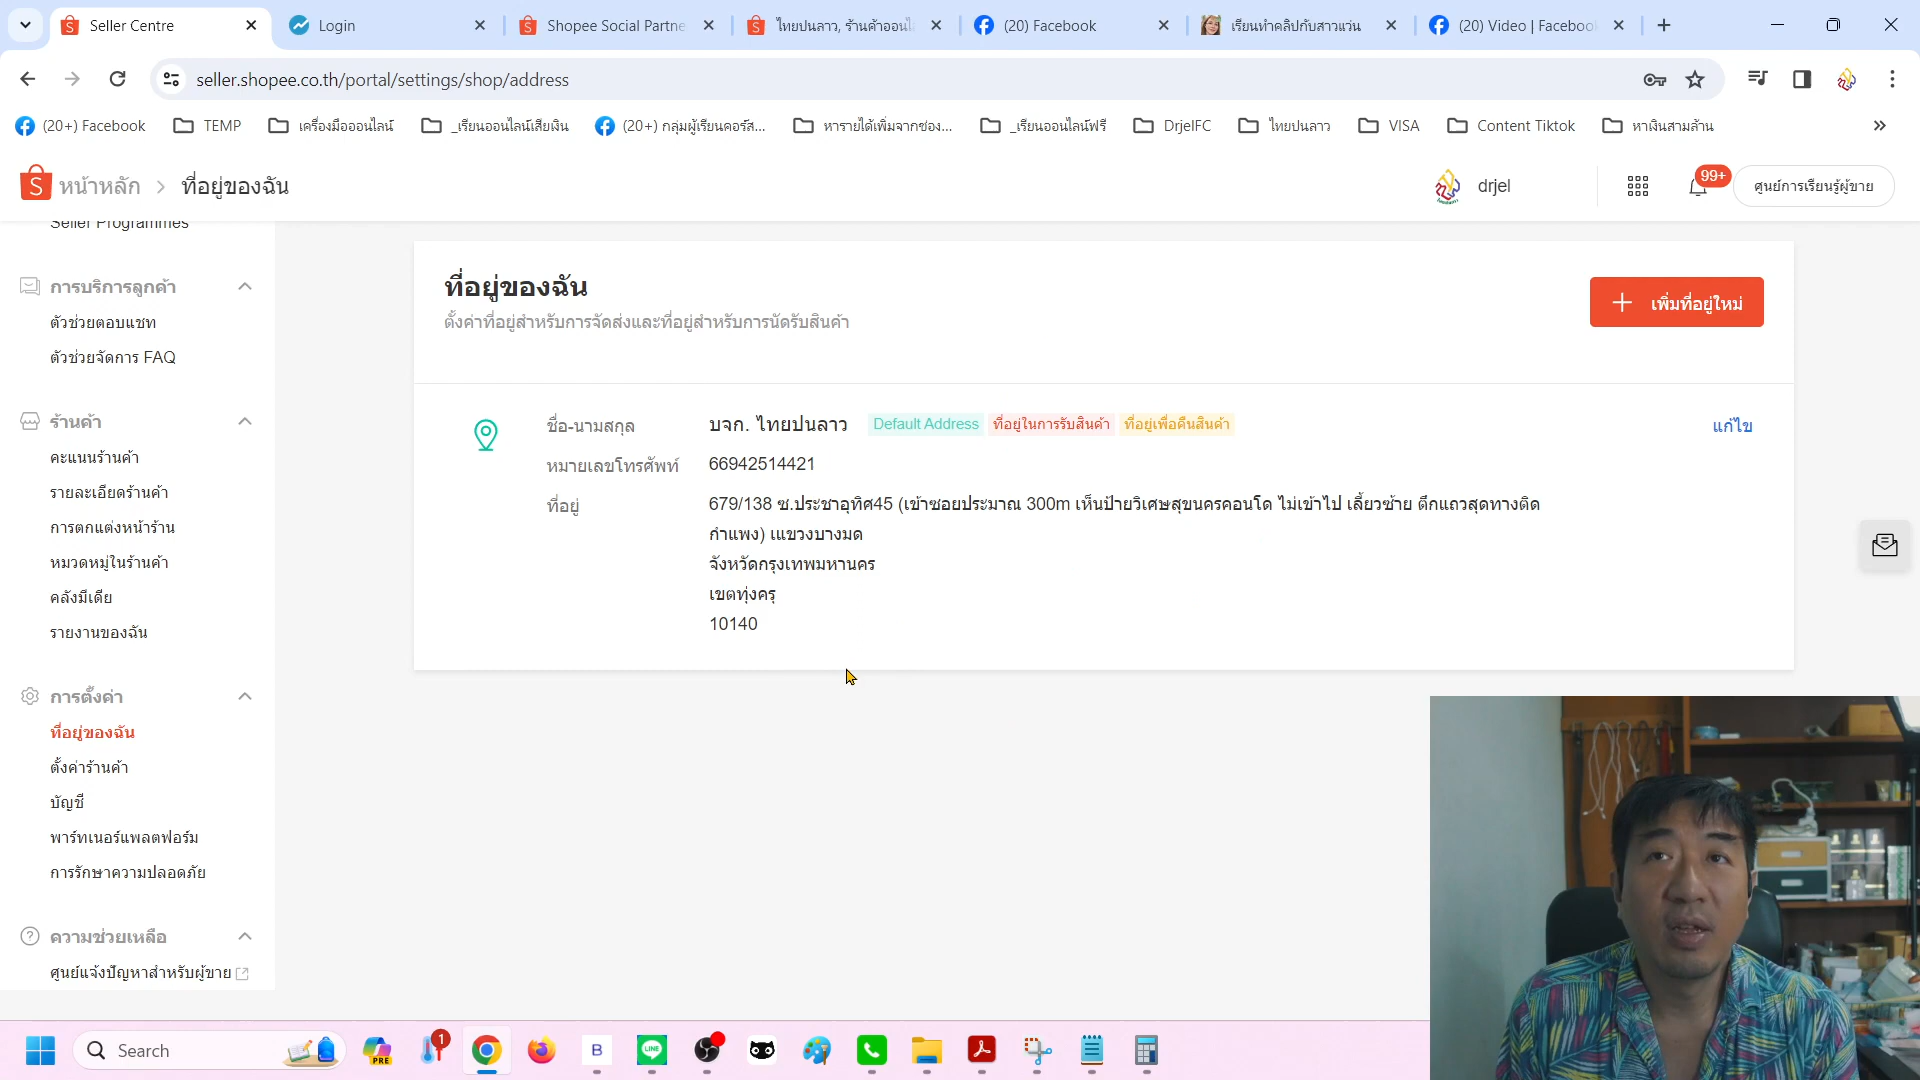 Seller Centre
Login
Shopee Social Partne
ไทยปนลาว, ร้านค้าออนไล
(20) Facebook
เรียนทำคลิปกับสาวแว่น
(20) Video | Facebook
seller.shopee.co.th/portal/settings/shop/address
(20+) Facebook
TEMP
เครื่องมือออนไลน์
_เรียนออนไลน์เสียเงิน
(20+) กลุ่มผู้เรียนคอร์ส...
หารายได้เพิ่มจากช่อง...
_เรียนออนไลน์ฟรี
DrjelFC
ไทยปนลาว
VISA
Content Tiktok
หาเงินสามล้าน
หน้าหลัก > ที่อยู่ของฉัน
drjel
99+
ศูนย์การเรียนรู้ผู้ขาย
Seller Programmes
การบริการลูกค้า
ตัวช่วยตอบแชท
ตัวช่วยจัดการ FAQ
ร้านค้า
คะแนนร้านค้า
รายละเอียดร้านค้า
การตกแต่งหน้าร้าน
หมวดหมู่ในร้านค้า
คลังมีเดีย
รายงานของฉัน
การตั้งค่า
ที่อยู่ของฉัน
ตั้งค่าร้านค้า
บัญชี
พาร์ทเนอร์แพลตฟอร์ม
การรักษาความปลอดภัย
ความช่วยเหลือ
ศูนย์แจ้งปัญหาสำหรับผู้ขาย
ที่อยู่ของฉัน
ตั้งค่าที่อยู่สำหรับการจัดส่งและที่อยู่สำหรับการนัดรับสินค้า
เพิ่มที่อยู่ใหม่
ชื่อ-นามสกุล บจก. ไทยปนลาว Default Address ที่อยู่ในการรับสินค้า ที่อยู่เพื่อคืนสินค้า
แก้ไข
หมายเลขโทรศัพท์ 66942514421
ที่อยู่ 679/138 ซ.ประชาอุทิศ45 (เข้าซอยประมาณ 300m เห็นป้ายวิเศษสุขนครคอนโด ไม่เข้าไป เลี้ยวซ้าย ตึกแถวสุดทางติด
กำแพง) เแขวงบางมด
จังหวัดกรุงเทพมหานคร
เขตทุ่งครุ
10140
Search
PRE
1
B
LINE